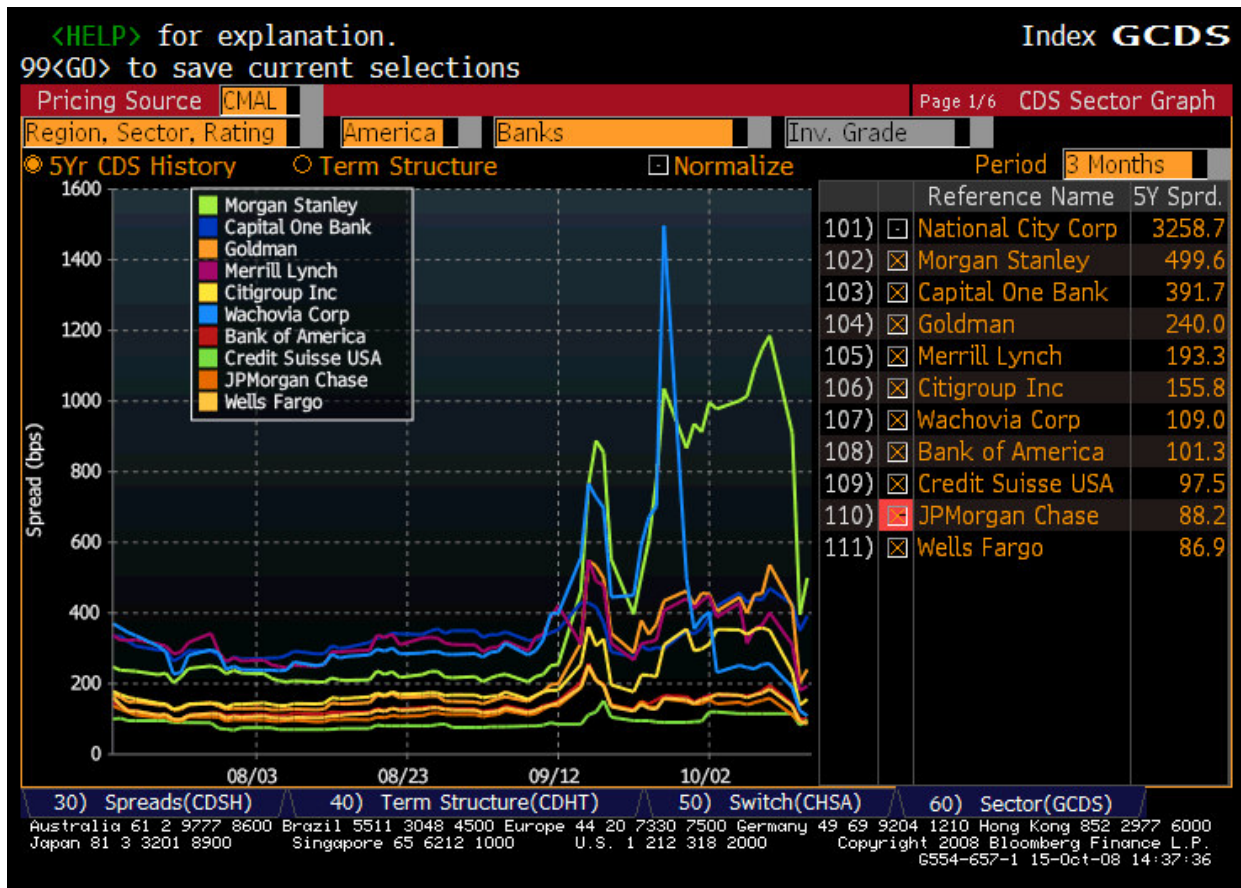 <HELP> for explanation. Index GCDS
99<GO> to save current selections
Pricing Source CMAL Page 1/6 CDS Sector Graph
Region, Sector, Rating America Banks Inv. Grade
5Yr CDS History Term Structure Normalize Period 3 Months
Reference Name 5Y Sprd.
101) National City Corp 3258.7
102) Morgan Stanley 499.6
103) Capital One Bank 391.7
104) Goldman 240.0
105) Merrill Lynch 193.3
106) Citigroup Inc 155.8
107) Wachovia Corp 109.0
108) Bank of America 101.3
109) Credit Suisse USA 97.5
110) JPMorgan Chase 88.2
111) Wells Fargo 86.9
Morgan Stanley
Capital One Bank
Goldman
Merrill Lynch
Citigroup Inc
Wachovia Corp
Bank of America
Credit Suisse USA
JPMorgan Chase
Wells Fargo
Spread (bps)
1600
1400
1200
1000
800
600
400
200
0
08/03 08/23 09/12 10/02
30) Spreads(CDSH) 40) Term Structure(CDHT) 50) Switch(CHSA) 60) Sector(GCDS)
Australia 61 2 9777 8600 Brazil 5511 3048 4500 Europe 44 20 7330 7500 Germany 49 69 9204 1210 Hong Kong 852 2977 6000
Japan 81 3 3201 8900 Singapore 65 6212 1000 U.S. 1 212 318 2000 Copyright 2008 Bloomberg Finance L.P.
G554-657-1 15-Oct-08 14:37:36